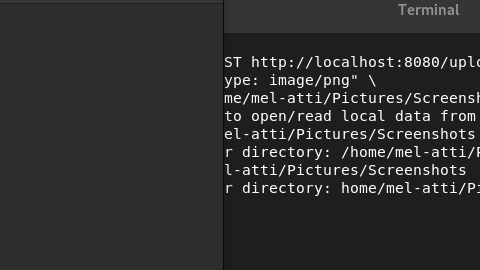 Terminal
ST http://localhost:8080/uplo
ype: image/png" \
me/mel-atti/Pictures/Screensh
to open/read local data from
el-atti/Pictures/Screenshots
r directory: /home/mel-atti/P
l-atti/Pictures/Screenshots
r directory: home/mel-atti/Pi